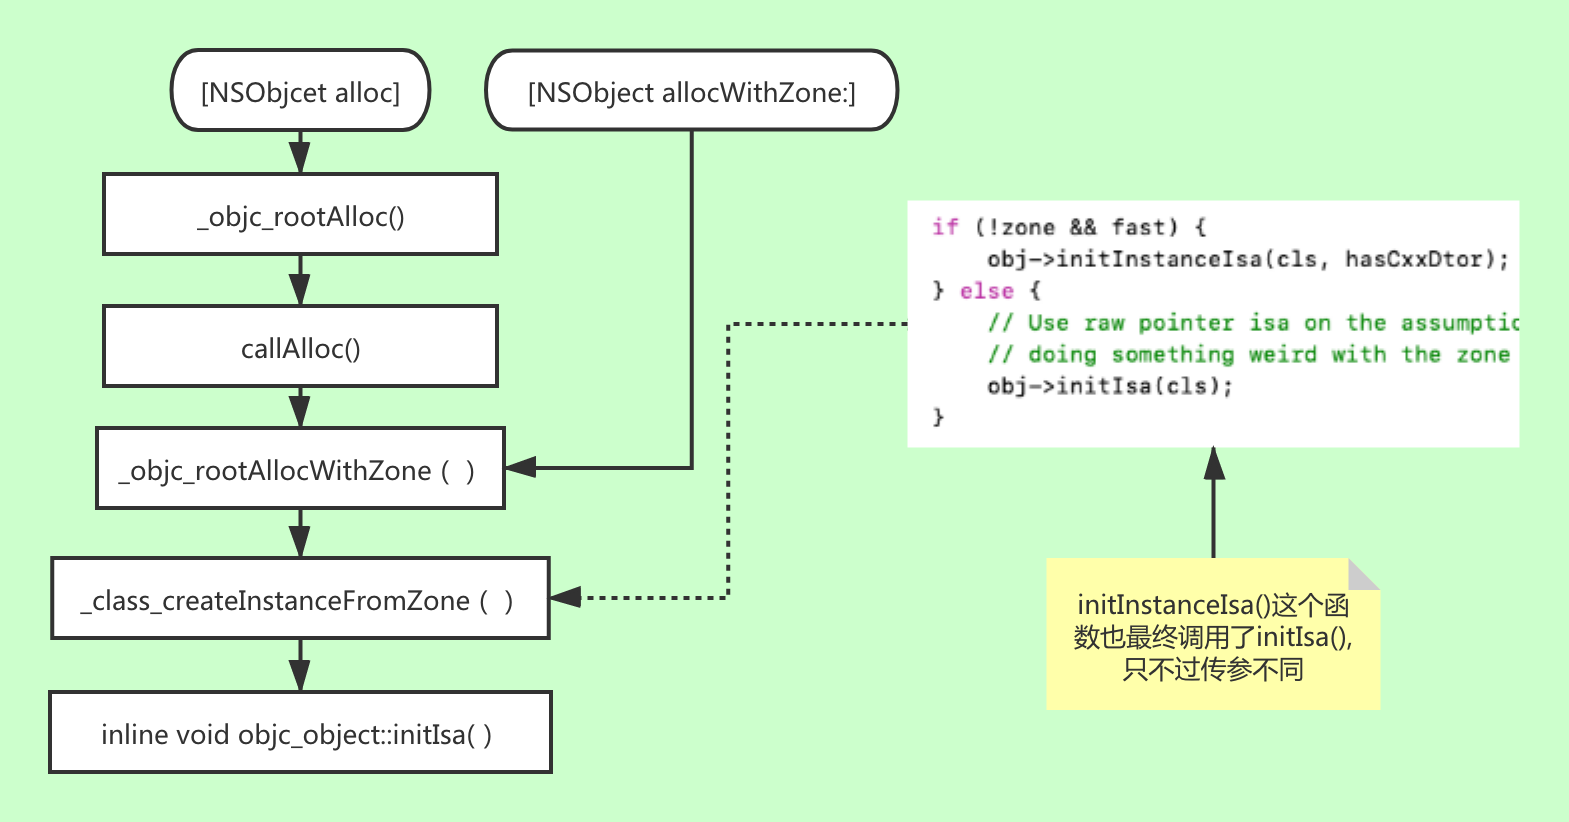 [NSObjcet alloc]
[NSObject allocWithZone:]
_objc_rootAlloc()
callAlloc()
_objc_rootAllocWithZone (  )
_class_createInstanceFromZone (  )
inline void objc_object::initIsa( )
if (!zone && fast) {
    obj->initInstanceIsa(cls, hasCxxDtor);
} else {
    // Use raw pointer isa on the assumptio
    // doing something weird with the zone
    obj->initIsa(cls);
}
initInstanceIsa()这个函
数也最终调用了initIsa(),
只不过传参不同